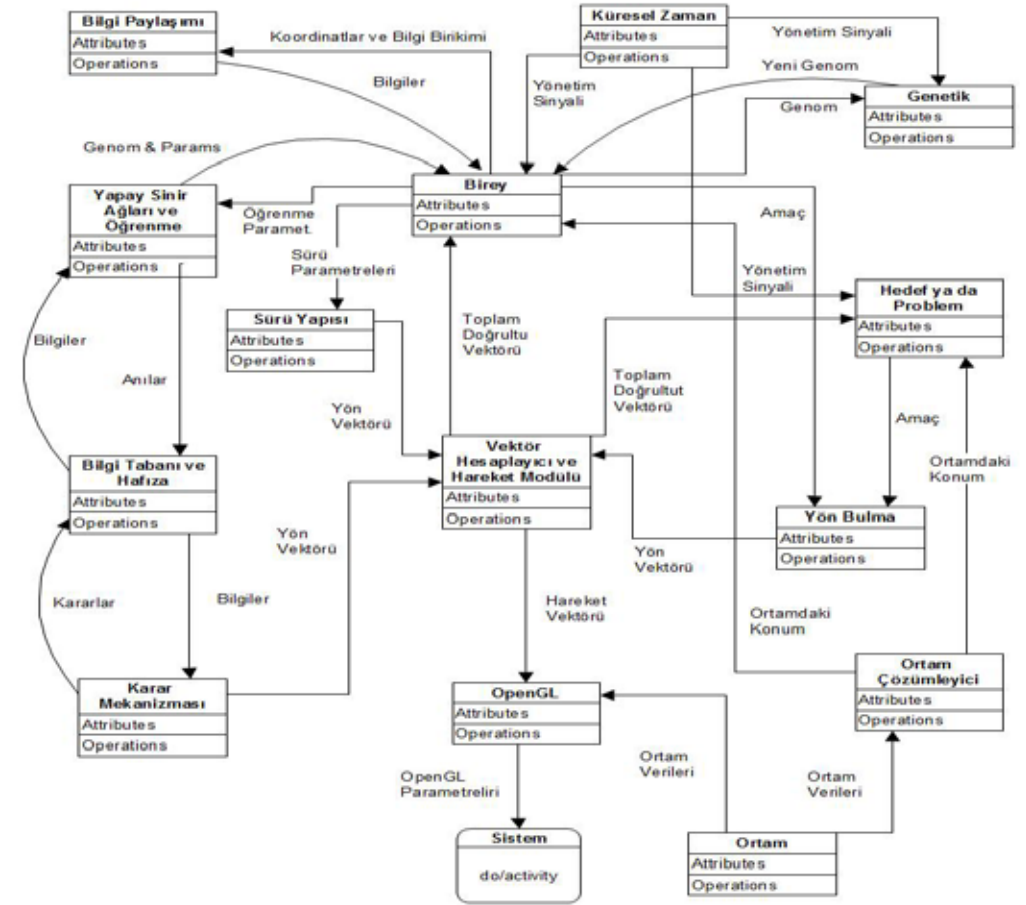 Bilgi Paylaşımı
Attributes
Operations
Koordinatlar ve Bilgi Birikimi
Bilgiler
Küresel Zaman
Attributes
Operations
Yönetim Sinyali
Yeni Genom
Yönetim
Sinyali
Genom
Genetik
Attributes
Operations
Genom & Params
Birey
Attributes
Operations
Yapay Sinir
Ağları ve
Öğrenme
Attributes
Operations
Öğrenme
Paramet.
Amaç
Sürü
Parametreleri
Yönetim
Sinyali
Hedef ya da
Problem
Attributes
Operations
Sürü Yapısı
Attributes
Operations
Toplam
Doğrultu
Vektörü
Bilgiler
Anılar
Toplam
Doğrultut
Vektörü
Yön
Vektörü
Amaç
Ortamdaki
Konum
Vektör
Hesaplayıcı ve
Hareket Modülü
Attributes
Operations
Bilgi Tabanı ve
Hafıza
Attributes
Operations
Yön Bulma
Attributes
Operations
Yön
Vektörü
Yön
Vektörü
Kararlar
Bilgiler
Hareket
Vektörü
Ortamdaki
Konum
Karar
Mekanizması
Attributes
Operations
OpenGL
Attributes
Operations
Ortam
Çözümleyici
Attributes
Operations
OpenGL
Parametreliri
Ortam
Verileri
Ortam
Verileri
Sistem
do/activity
Ortam
Attributes
Operations